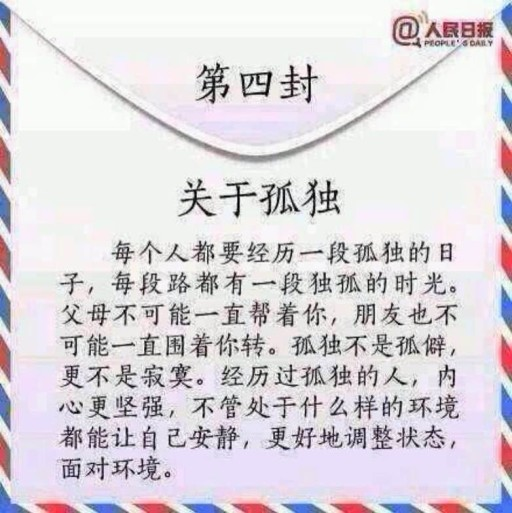 @人民日报
PEOPLE'S DAILY
第四封
关于孤独
每个人都要经历一段孤独的日
子，每段路都有一段独孤的时光。
父母不可能一直帮着你，朋友也不
可能一直围着你转。孤独不是孤僻，
更不是寂寞。经历过孤独的人，内
心更坚强，不管处于什么样的环境
都能让自己安静，更好地调整状态，
面对环境。